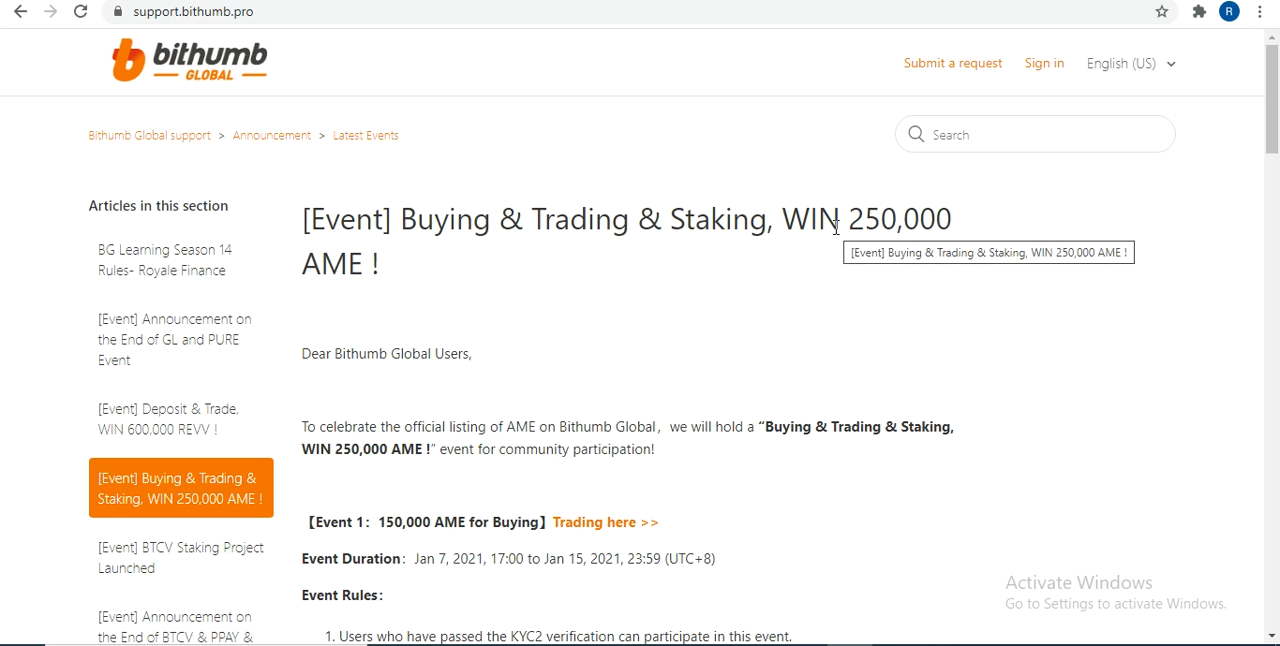 support.bithumb.pro
R
bithumb
GLOBAL
Submit a request
Sign in
English (US)
Bithumb Global support > Announcement > Latest Events
Search
Articles in this section
BG Learning Season 14
Rules- Royale Finance
[Event] Announcement on
the End of GL and PURE
Event
[Event] Deposit & Trade,
WIN 600,000 REVV !
[Event] Buying & Trading &
Staking, WIN 250,000 AME !
[Event] BTCV Staking Project
Launched
[Event] Announcement on
the End of BTCV & PPAY &
[Event] Buying & Trading & Staking, WIN 250,000
AME !
[Event] Buying & Trading & Staking, WIN 250,000 AME !
Dear Bithumb Global Users,
To celebrate the official listing of AME on Bithumb Global，we will hold a “Buying & Trading & Staking,
WIN 250,000 AME !” event for community participation!
【Event 1：150,000 AME for Buying】Trading here >>
Event Duration：Jan 7, 2021, 17:00 to Jan 15, 2021, 23:59 (UTC+8)
Event Rules:
1. Users who have passed the KYC2 verification can participate in this event.
Activate Windows
Go to Settings to activate Windows.